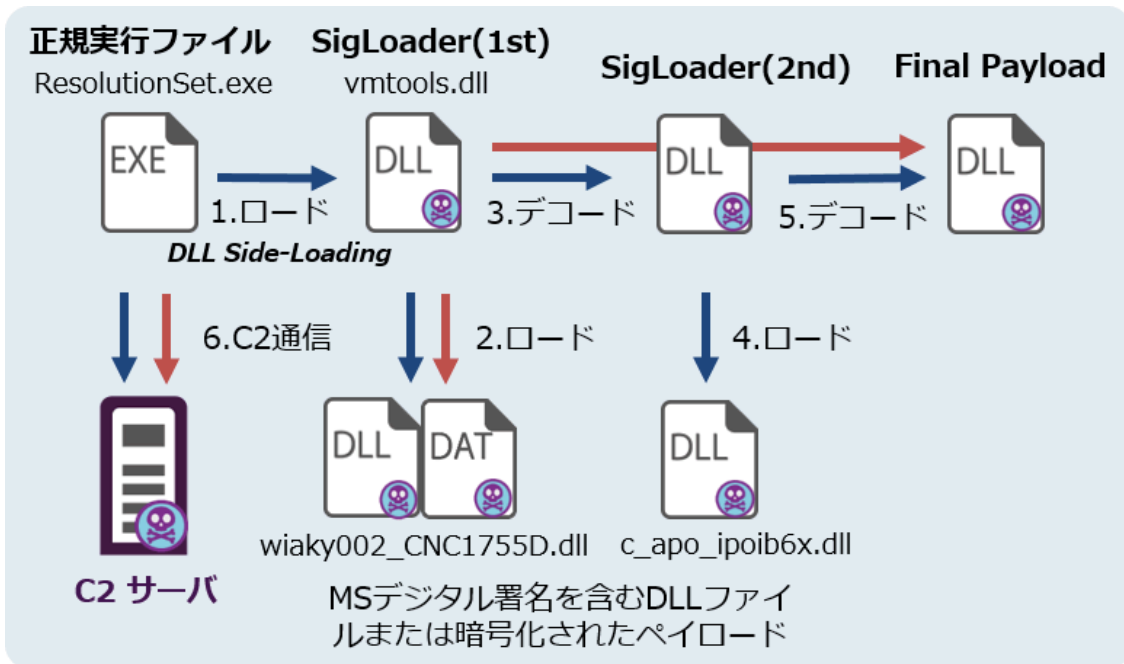 正規実行ファイル
ResolutionSet.exe
SigLoader(1st)
vmtools.dll
SigLoader(2nd)
Final Payload
EXE
DLL
DLL
DLL
1.ロード
3.デコード
5.デコード
DLL Side-Loading
6.C2通信
2.ロード
4.ロード
DLL
DAT
DLL
wiaky002_CNC1755D.dll
c_apo_ipoib6x.dll
C2 サーバ
MSデジタル署名を含むDLLファイ
ルまたは暗号化されたペイロード